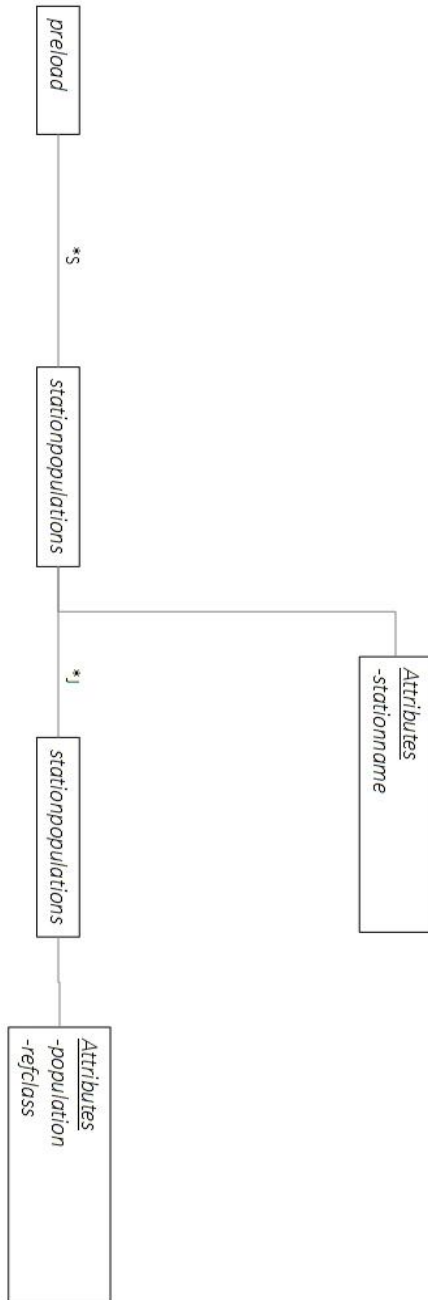 preload
*S
stationpopulations
Attributes
-stationname
*J
stationpopulations
Attributes
-population
-refclass